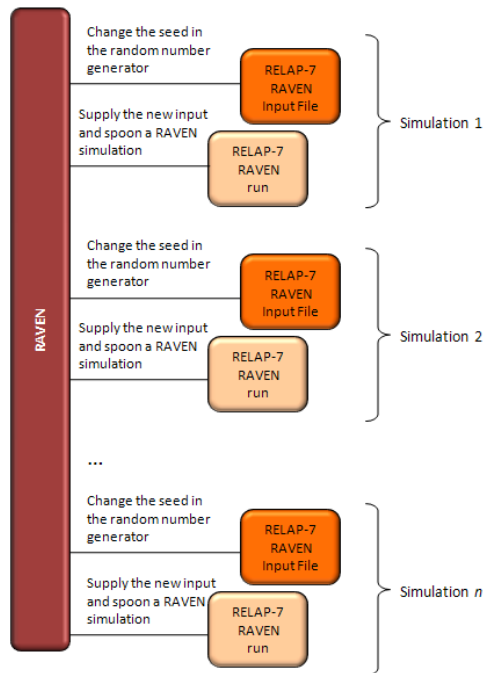 RAVEN
Change the seed in
the random number
generator
RELAP-7
RAVEN
Input File
Supply the new input
and spoon a RAVEN
simulation
RELAP-7
RAVEN
run
Simulation 1
Change the seed in
the random number
generator
RELAP-7
RAVEN
Input File
Supply the new input
and spoon a RAVEN
simulation
RELAP-7
RAVEN
run
Simulation 2
...
Change the seed in
the random number
generator
RELAP-7
RAVEN
Input File
Supply the new input
and spoon a RAVEN
simulation
RELAP-7
RAVEN
run
Simulation n